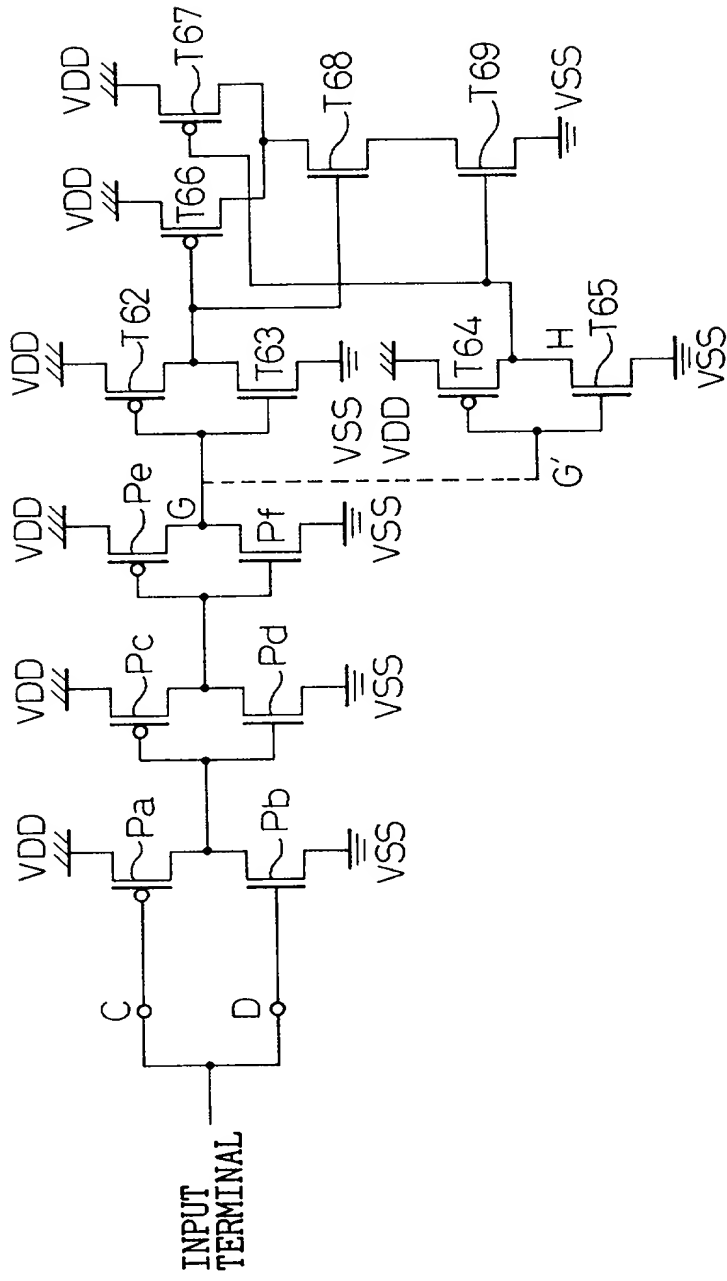 INPUT
TERMINAL
C
D
VDD
Pa
Pb
VSS
VDD
Pc
Pd
VSS
VDD
Pe
G
Pf
VSS
VDD
T62
T63
VSS
G'
VDD
T64
H
T65
VSS
VDD
T66
VDD
T67
T68
T69
VSS